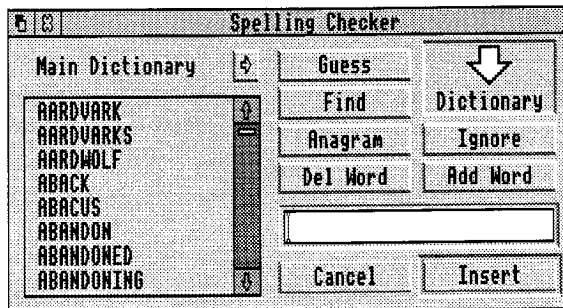 Spelling Checker
Main Dictionary
AARDVARK
AARDVARKS
AARDWOLF
ABACK
ABACUS
ABANDON
ABANDONED
ABANDONING
Guess
Find
Anagram
Del Word
Dictionary
Ignore
Add Word
Cancel
Insert